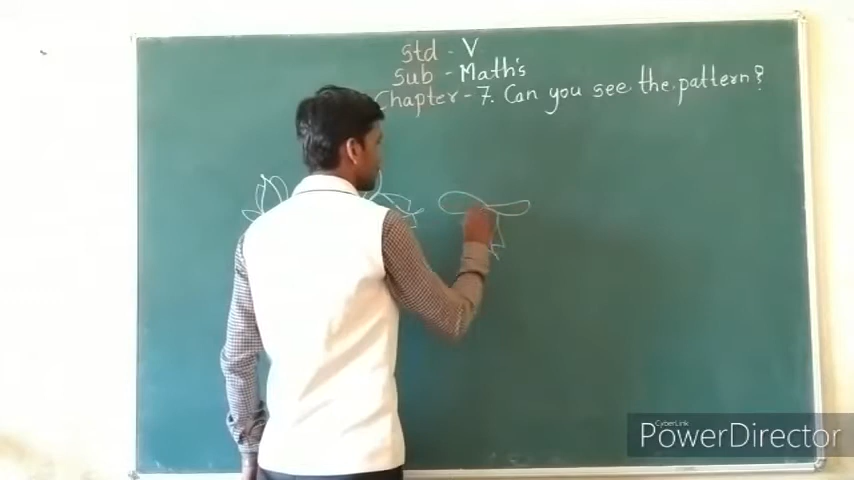 Std - V
Sub - Math's
Chapter - 7. Can you see the pattern?
CyberLink
PowerDirector